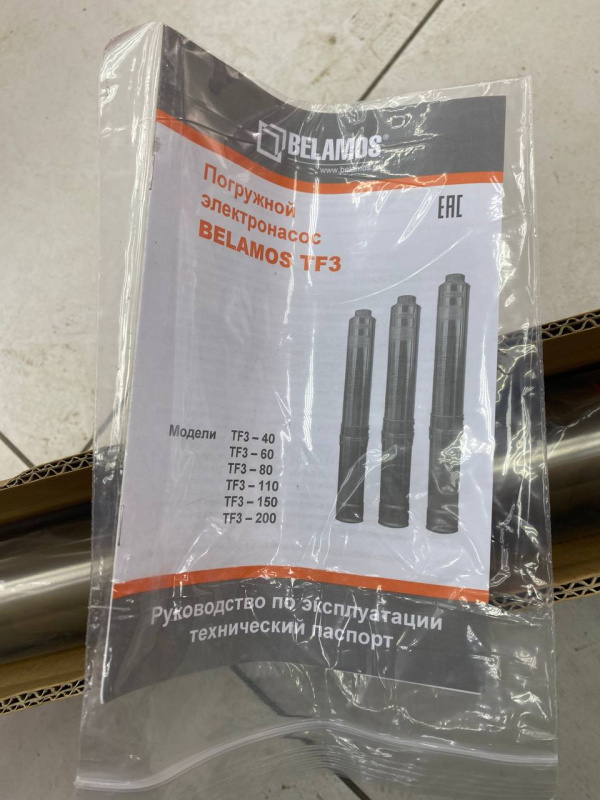 BELAMOS®
Погружной
электронасос
BELAMOS TF3
EAC
Модели TF3 – 40
TF3 – 60
TF3 – 80
TF3 – 110
TF3 – 150
TF3 – 200
Руководство по эксплуатации
технический паспорт